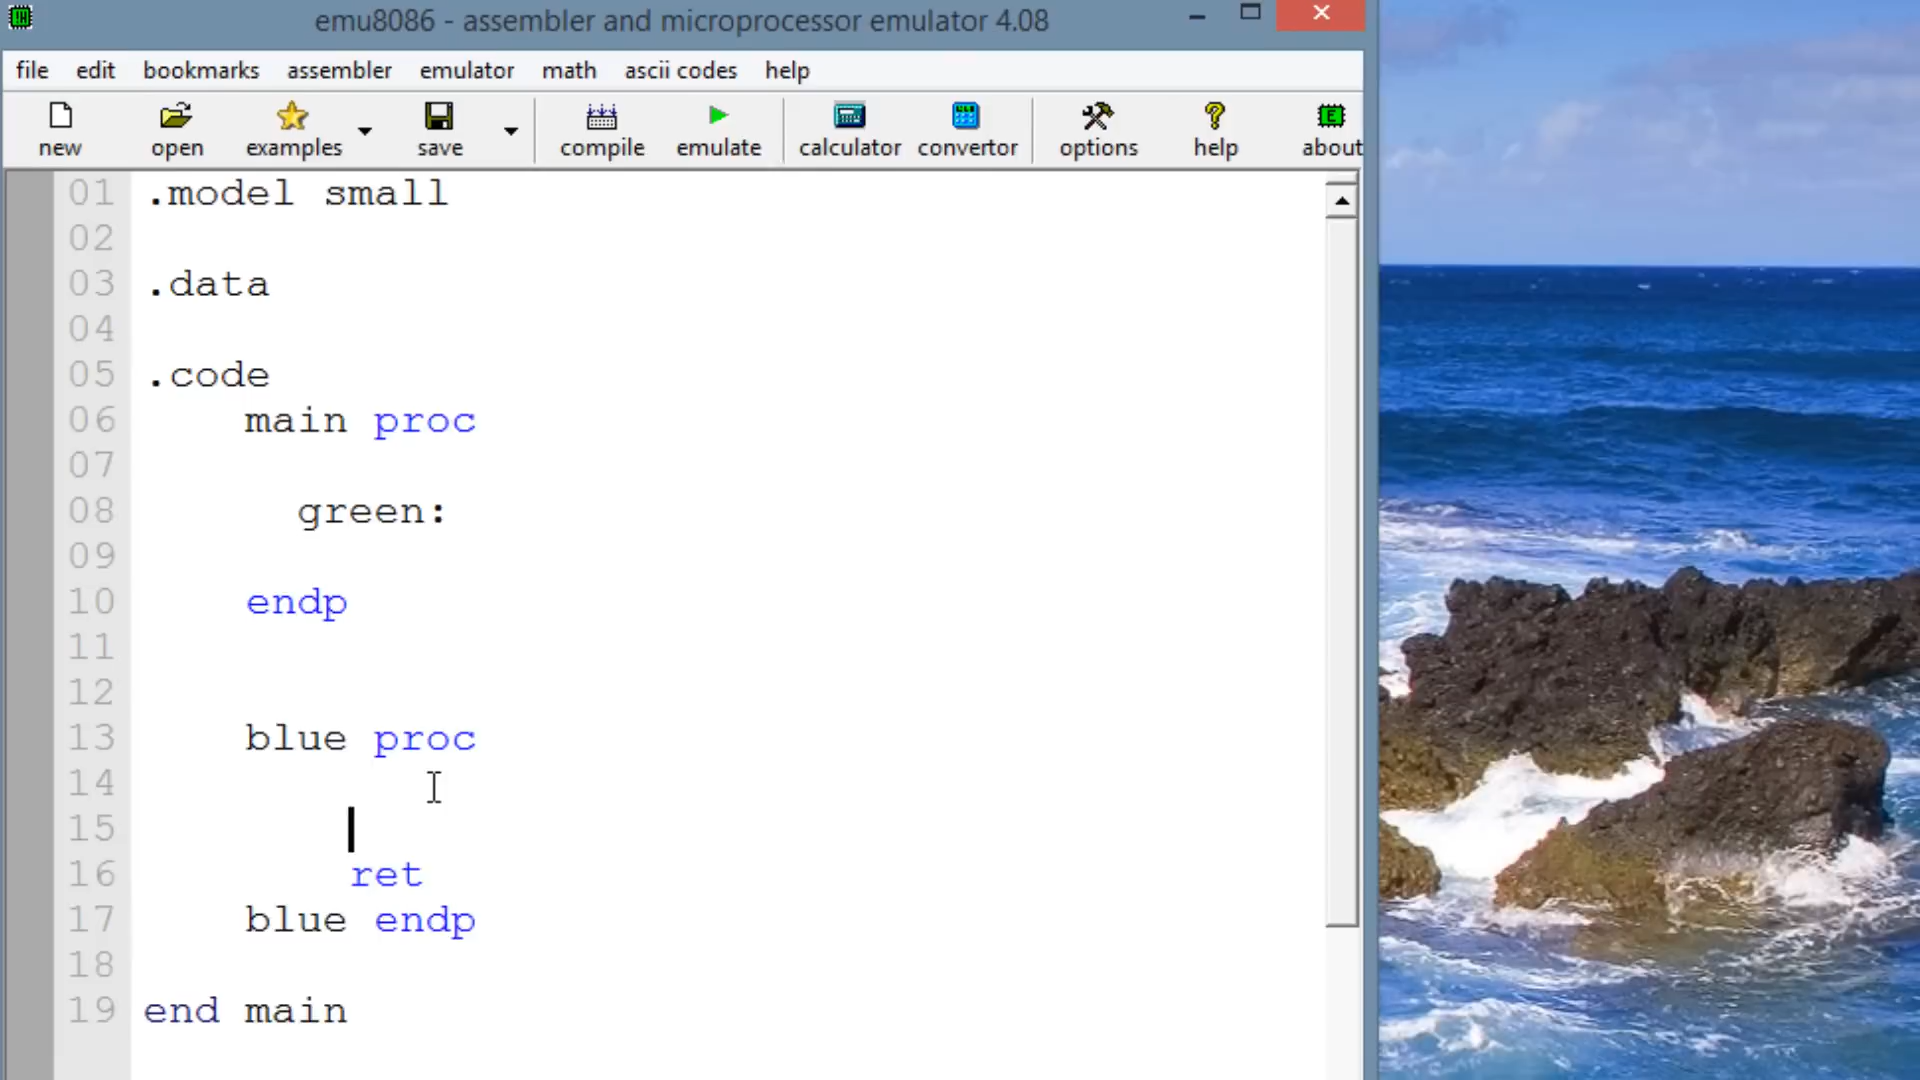 emu8086 - assembler and microprocessor emulator 4.08
file edit bookmarks assembler emulator math ascii codes help
new open examples save compile emulate calculator convertor options help about
01 .model small
02
03 .data
04
05 .code
06 main proc
07
08 green:
09
10 endp
11
12
13 blue proc
14
15
16 ret
17 blue endp
18
19 end main